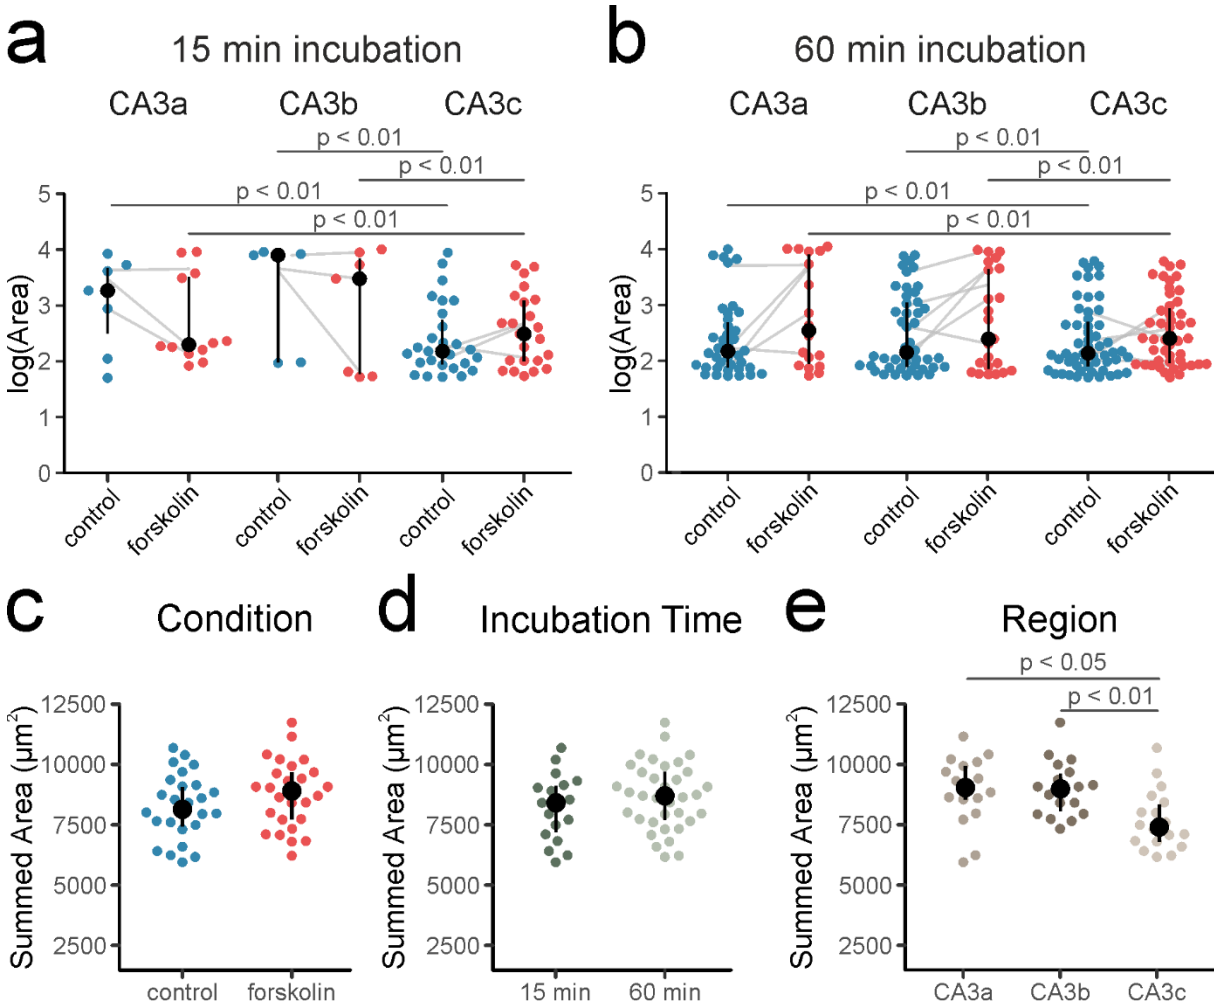 a
15 min incubation
CA3a
CA3b
CA3c
p < 0.01
p < 0.01
p < 0.01
p < 0.01
log(Area)
5
4
3
2
1
0
control
forskolin
control
forskolin
control
forskolin
b
60 min incubation
CA3a
CA3b
CA3c
p < 0.01
p < 0.01
p < 0.01
p < 0.01
log(Area)
5
4
3
2
1
0
control
forskolin
control
forskolin
control
forskolin
c
Condition
Summed Area (µm²)
12500
10000
7500
5000
2500
control
forskolin
d
Incubation Time
Summed Area (µm²)
12500
10000
7500
5000
2500
15 min
60 min
e
Region
p < 0.05
p < 0.01
Summed Area (µm²)
12500
10000
7500
5000
2500
CA3a
CA3b
CA3c